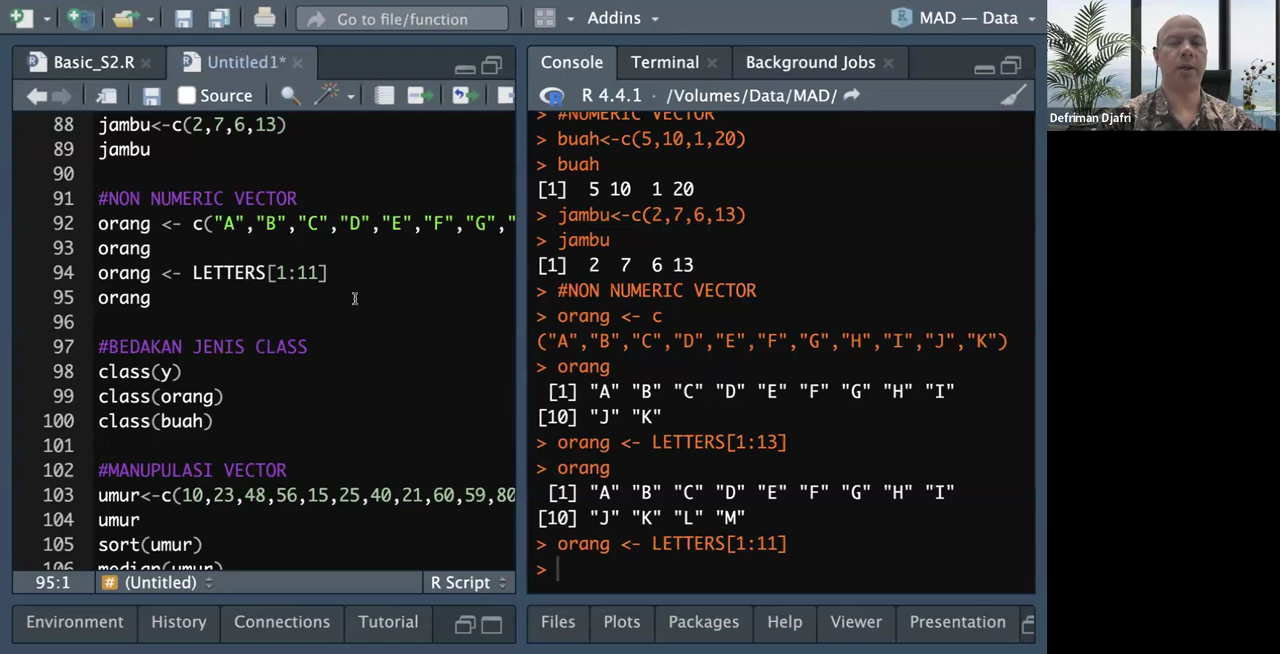 Go to file/function
Addins
MAD — Data
Basic_S2.R
Untitled1*
Source
88 jambu<-c(2,7,6,13)
89 jambu
90
91 #NON NUMERIC VECTOR
92 orang <- c("A","B","C","D","E","F","G","
93 orang
94 orang <- LETTERS[1:11]
95 orang
96
97 #BEDAKAN JENIS CLASS
98 class(y)
99 class(orang)
100 class(buah)
101
102 #MANUPULASI VECTOR
103 umur<-c(10,23,48,56,15,25,40,21,60,59,80
104 umur
105 sort(umur)
106 median(umur)
95:1 # (Untitled) R Script
Environment History Connections Tutorial
Console Terminal Background Jobs
R 4.4.1 · /Volumes/Data/MAD/
> #NUMERIC VECTOR
> buah<-c(5,10,1,20)
> buah
[1] 5 10 1 20
> jambu<-c(2,7,6,13)
> jambu
[1] 2 7 6 13
> #NON NUMERIC VECTOR
> orang <- c
("A","B","C","D","E","F","G","H","I","J","K")
> orang
[1] "A" "B" "C" "D" "E" "F" "G" "H" "I"
[10] "J" "K"
> orang <- LETTERS[1:13]
> orang
[1] "A" "B" "C" "D" "E" "F" "G" "H" "I"
[10] "J" "K" "L" "M"
> orang <- LETTERS[1:11]
>
Files Plots Packages Help Viewer Presentation
Defriman Djafri